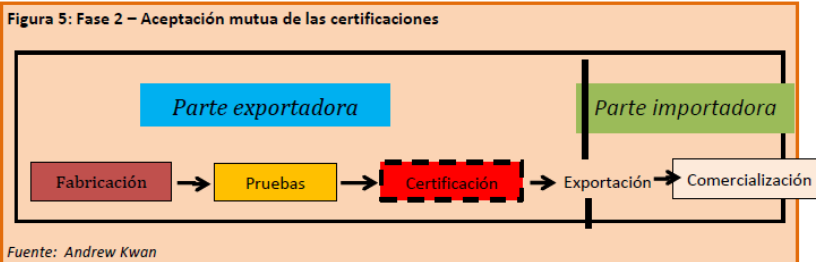 Figura 5: Fase 2 – Aceptación mutua de las certificaciones
Parte exportadora
Parte importadora
Fabricación
Pruebas
Certificación
Exportación
Comercialización
Fuente: Andrew Kwan